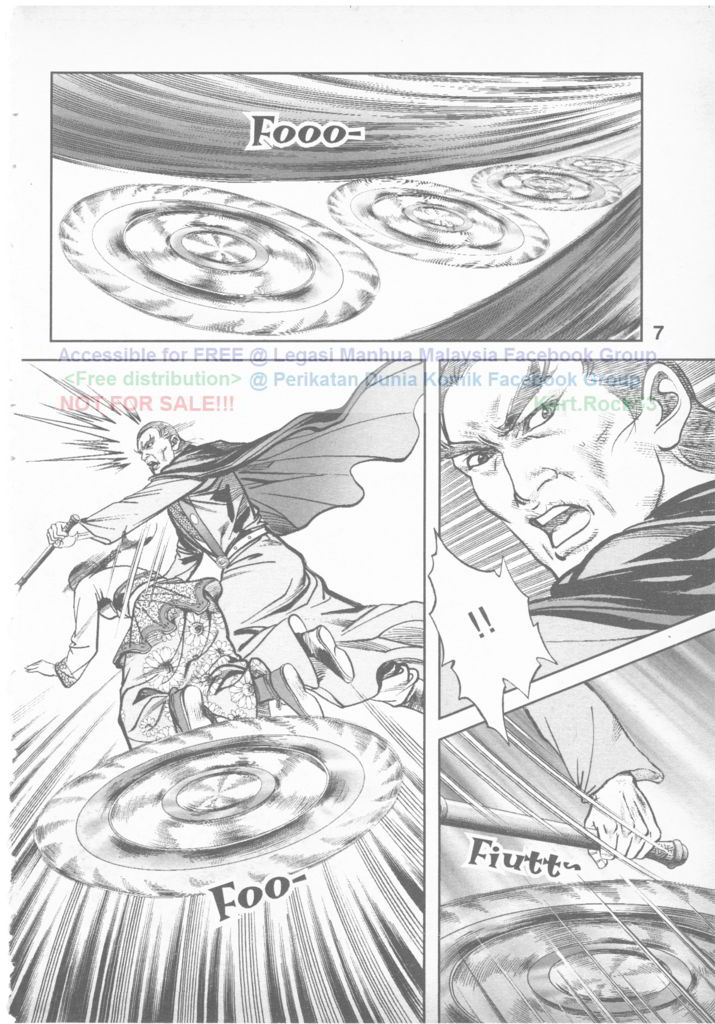 Fooo-
7
Accessible for FREE @ Legasi Manhua Malaysia Facebook Group
<Free distribution> @ Perikatan Dunia Komik Facebook Group
NOT FOR SALE!!!
!!
Fiutt~
Foo-